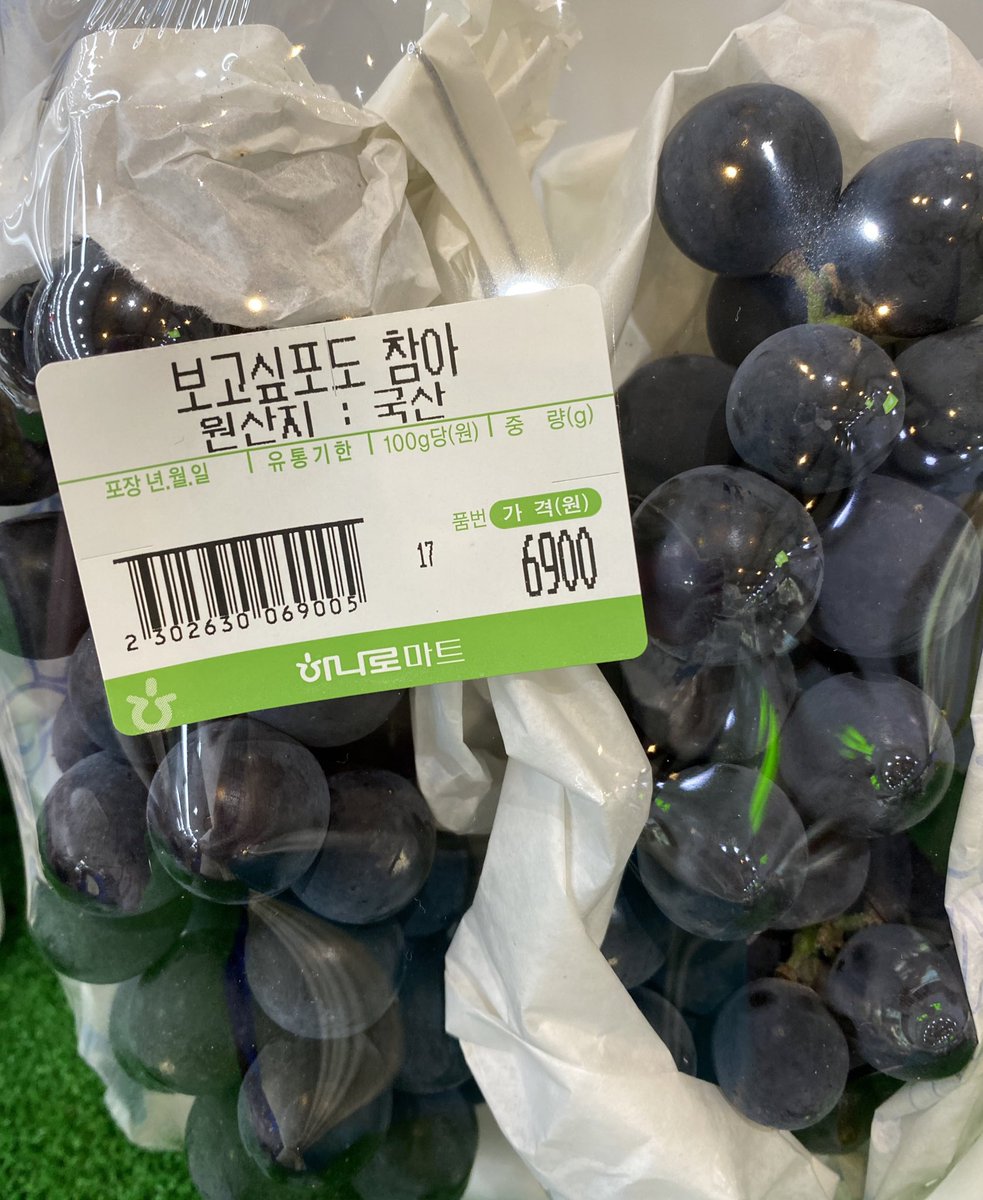 보고싶포도 참아
원산지 : 국산
포장 년.월.일 유통기한 100g당(원) 중 량(g)
품번 가 격(원)
17 6900
2 302630 069005
하나로마트